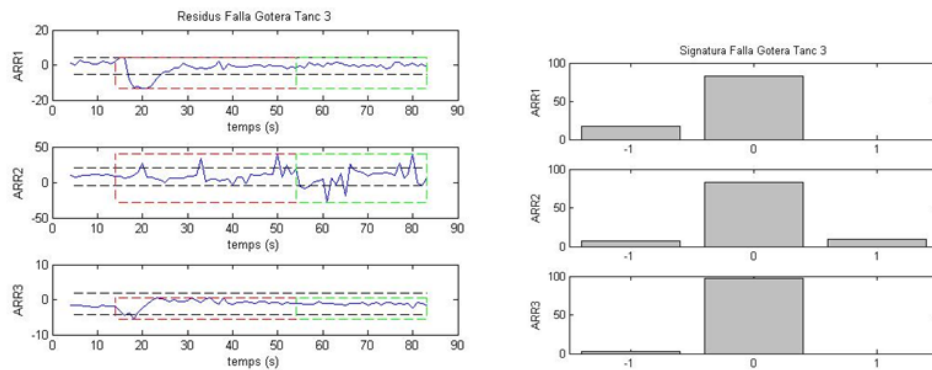 Residus Falla Gotera Tanc 3
20
0
-20
ARR1
0 10 20 30 40 50 60 70 80 90
temps (s)
50
0
-50
ARR2
0 10 20 30 40 50 60 70 80 90
temps (s)
10
0
-10
ARR3
0 10 20 30 40 50 60 70 80 90
temps (s)
Signatura Falla Gotera Tanc 3
100
50
0
ARR1
-1 0 1
100
50
0
ARR2
-1 0 1
100
50
0
ARR3
-1 0 1